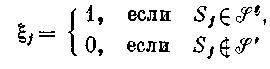 ξ_j = { 1, если S_j ∈ 𝒮^t,
0, если S_j ∉ 𝒮'